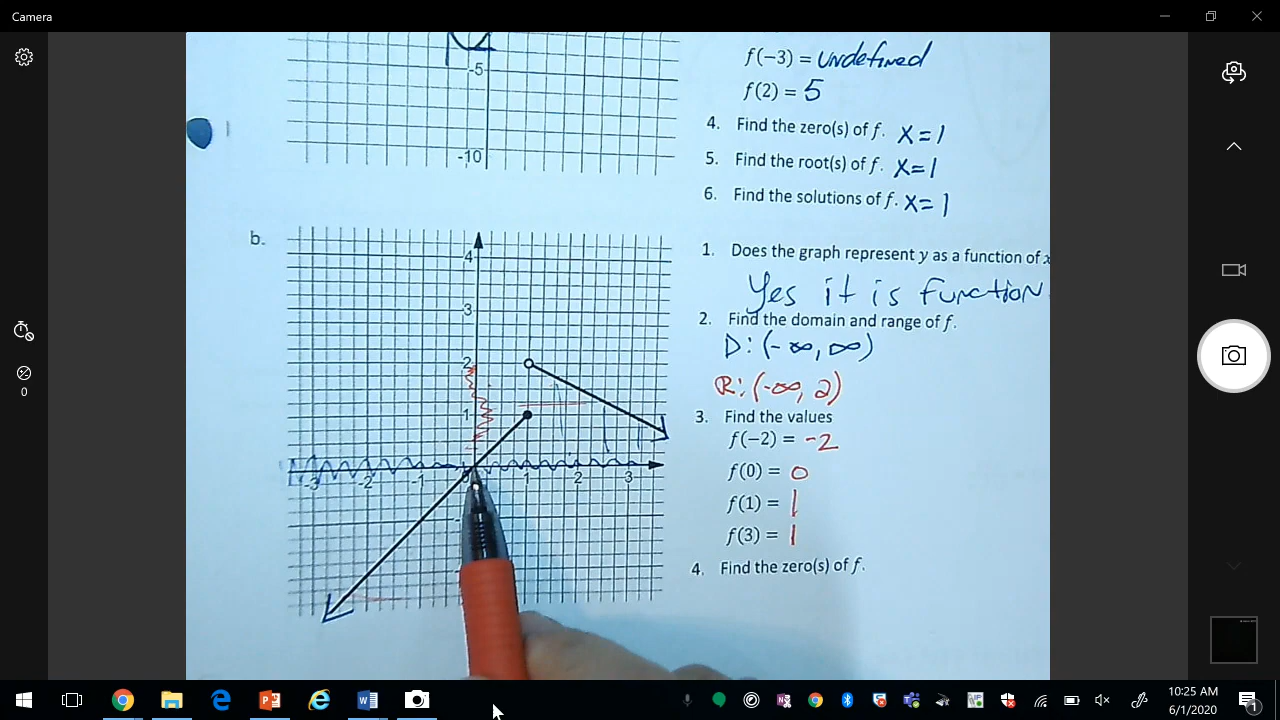 Camera
f(−3) = undefined
-5
f(2) = 5
4. Find the zero(s) of f. x=1
-10
5. Find the root(s) of f. x=1
6. Find the solutions of f. x=1
b.
1. Does the graph represent y as a function of x
4
Yes it is function
3
2. Find the domain and range of f.
D: (-∞, ∞)
2
R: (-∞, 2)
1
3. Find the values
f(−2) = -2
-3 -2 -1 0 1 2 3
f(0) = 0
f(1) = 1
f(3) = 1
4. Find the zero(s) of f.
0
10:25 AM
6/1/2020
1